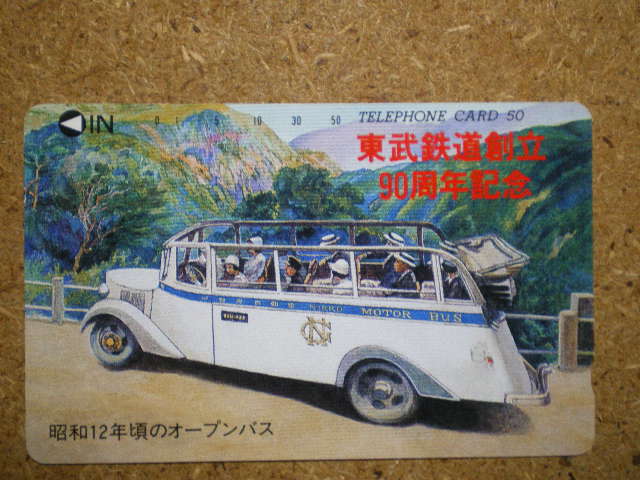 IN
0 1 5 10 30 50
TELEPHONE CARD 50
東武鉄道創立
90周年記念
NIKKO MOTOR BUS
昭和12年頃のオープンバス